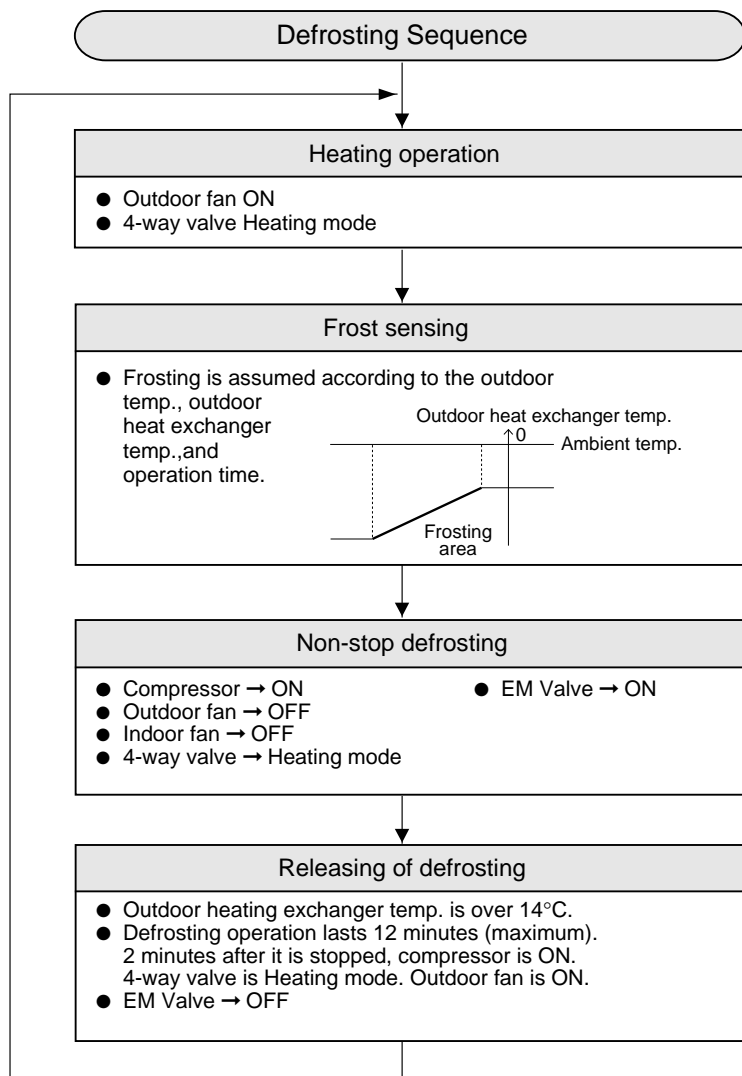 Defrosting Sequence
Heating operation
● Outdoor fan ON
● 4-way valve Heating mode
Frost sensing
● Frosting is assumed according to the outdoor
temp., outdoor
heat exchanger
temp.,and
operation time.
Outdoor heat exchanger temp.
0
Ambient temp.
Frosting
area
Non-stop defrosting
● Compressor → ON
● Outdoor fan → OFF
● Indoor fan → OFF
● 4-way valve → Heating mode
● EM Valve → ON
Releasing of defrosting
● Outdoor heating exchanger temp. is over 14°C.
● Defrosting operation lasts 12 minutes (maximum).
2 minutes after it is stopped, compressor is ON.
4-way valve is Heating mode. Outdoor fan is ON.
● EM Valve → OFF